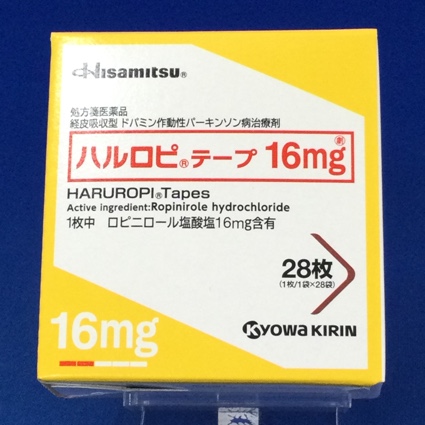 Hisamitsu®
処方箋医薬品
経皮吸収型 ドパミン作動性パーキンソン病治療剤
ハルロピ®テープ 16mg 劇
HARUROPI®Tapes
Active ingredient:Ropinirole hydrochloride
1枚中 ロピニロール塩酸塩16mg含有
28枚
(1枚/1袋×28袋)
16mg
KYOWA KIRIN